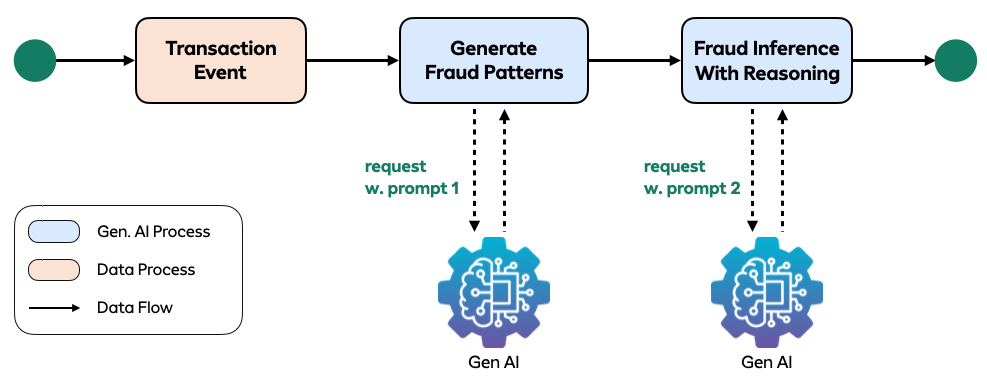 Transaction
Event
Generate
Fraud Patterns
Fraud Inference
With Reasoning
request
w. prompt 1
request
w. prompt 2
Gen. AI Process
Data Process
Data Flow
Gen AI
Gen AI